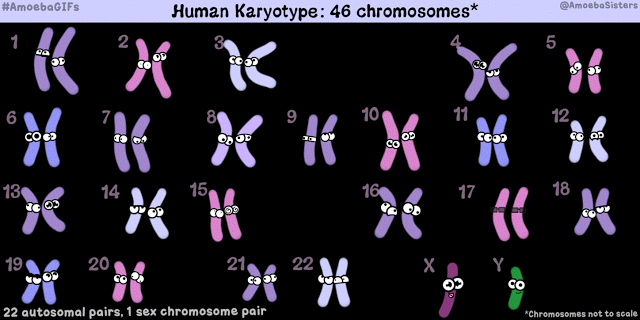 #AmoebaGIFs
Human Karyotype: 46 chromosomes*
@AmoebaSisters
1 2 3 4 5
6 7 8 9 10 11 12
13 14 15 16 17 18
19 20 21 22 X Y
22 autosomal pairs, 1 sex chromosome pair
*Chromosomes not to scale